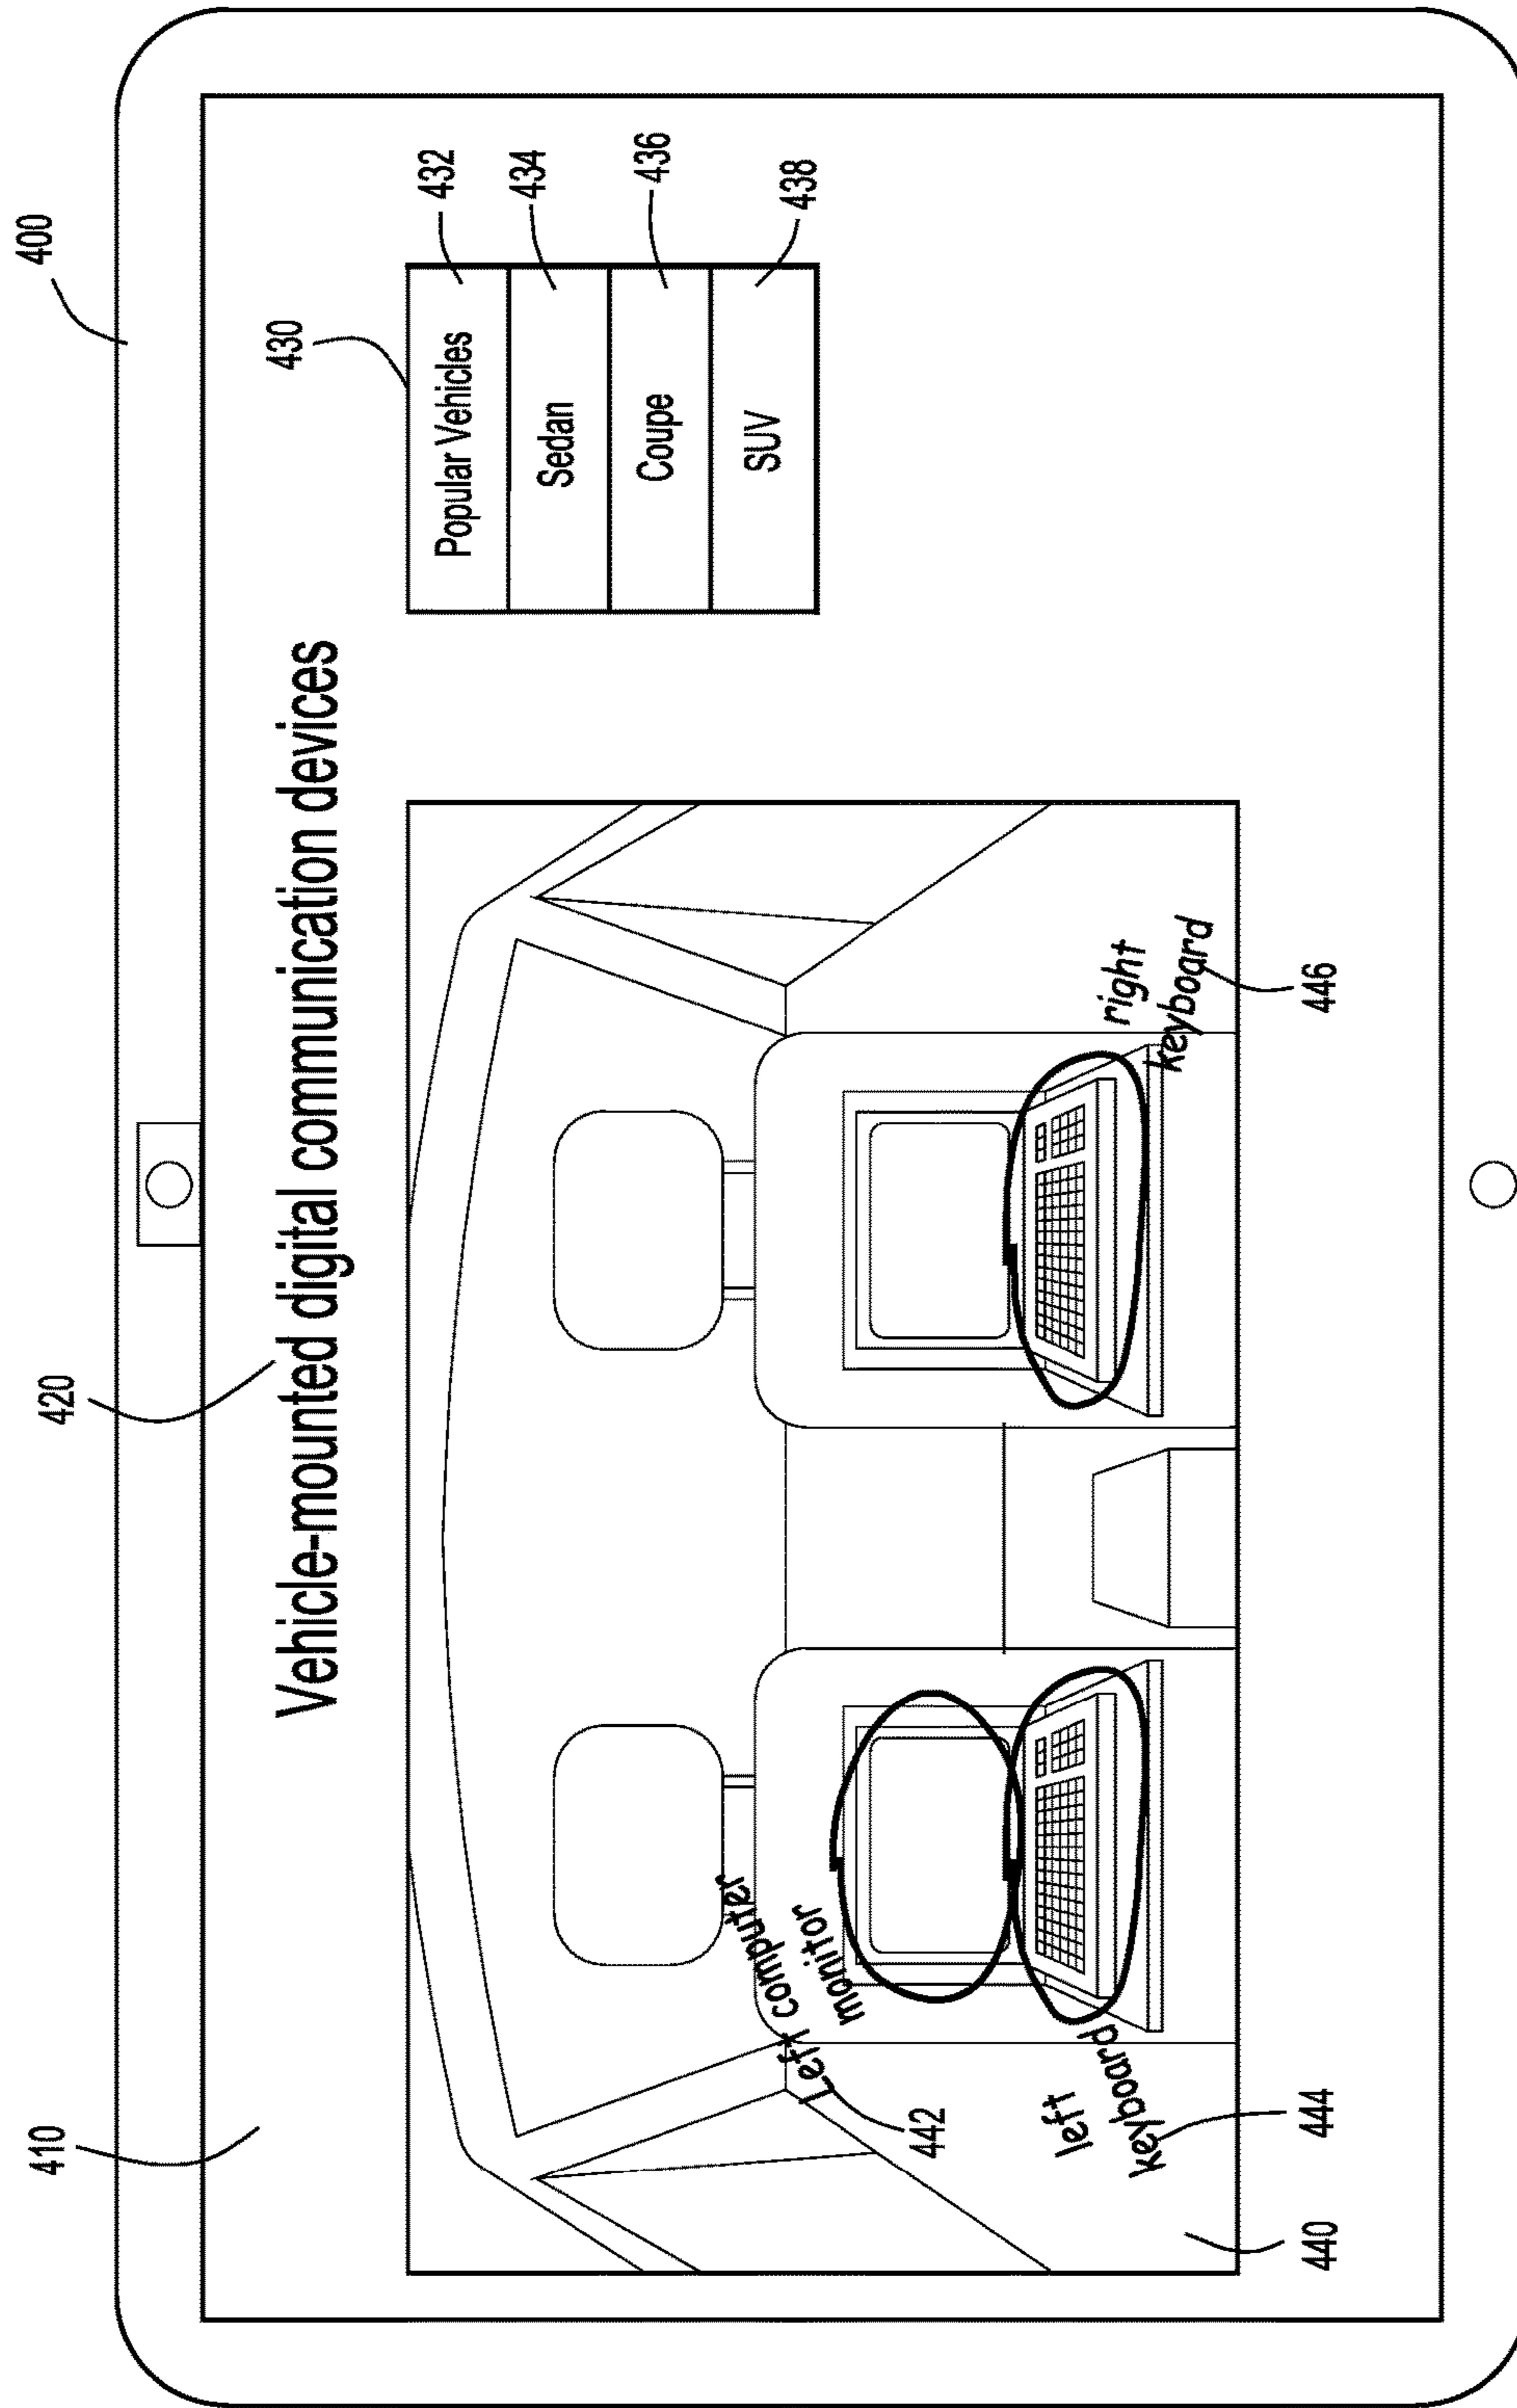 400
410
420
Vehicle-mounted digital communication devices
430
Popular Vehicles
432
Sedan
434
Coupe
436
SUV
438
Left computer
monitor
442
left
keyboard
444
right
keyboard
446
440